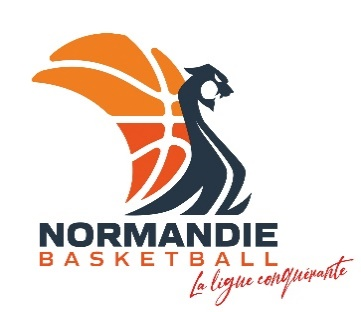 NORMANDIE
BASKETBALL
La ligue conquérante